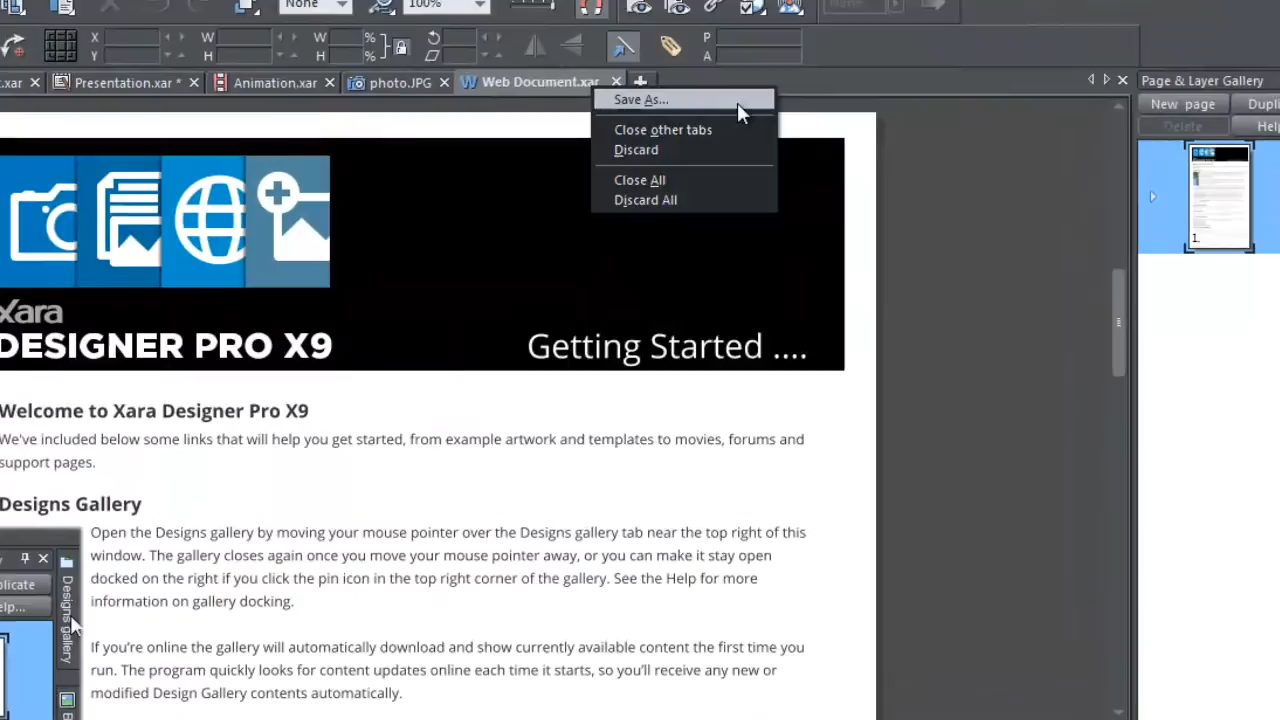 None
100%
X
Y
W
H
W
H
%
%
P
A
.xar
Presentation.xar *
Animation.xar
photo.JPG
Web Document.xar
Page & Layer Gallery
New page
Dupli
Delete
Help
Save As...
Close other tabs
Discard
Close All
Discard All
1.
Xara
DESIGNER PRO X9
Getting Started ....
Welcome to Xara Designer Pro X9
We've included below some links that will help you get started, from example artwork and templates to movies, forums and
support pages.
Designs Gallery
Open the Designs gallery by moving your mouse pointer over the Designs gallery tab near the top right of this
window. The gallery closes again once you move your mouse pointer away, or you can make it stay open
docked on the right if you click the pin icon in the top right corner of the gallery. See the Help for more
information on gallery docking.
plicate
elp...
Designs gallery
If you're online the gallery will automatically download and show currently available content the first time you
run. The program quickly looks for content updates online each time it starts, so you'll receive any new or
modified Design Gallery contents automatically.